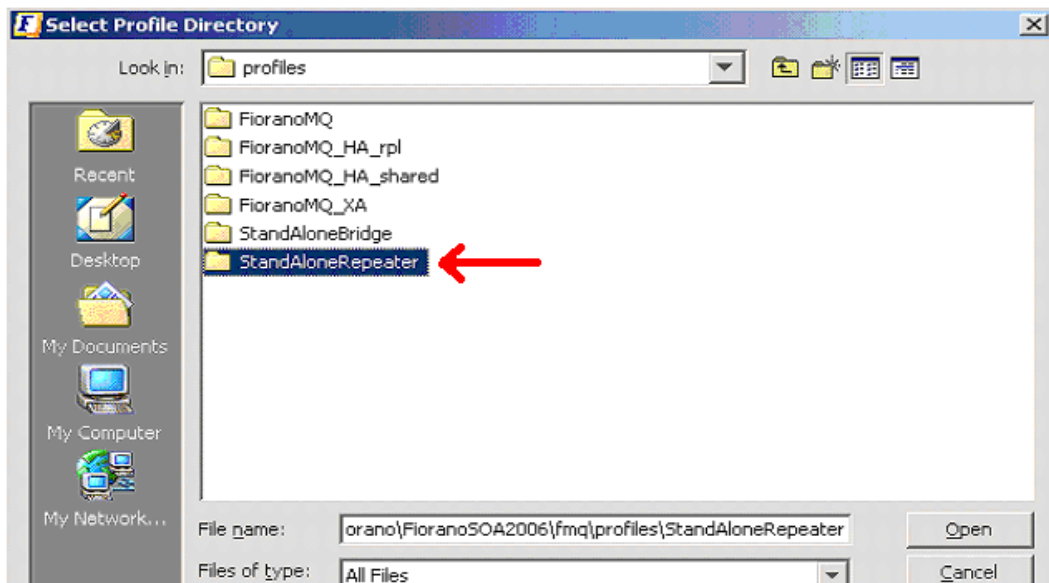 Select Profile Directory
Look in: profiles
FioranoMQ
FioranoMQ_HA_rpl
FioranoMQ_HA_shared
FioranoMQ_XA
StandAloneBridge
StandAloneRepeater
Recent
Desktop
My Documents
My Computer
My Network...
File name: orano\FioranoSOA2006\fmq\profiles\StandAloneRepeater Open
Files of type: All Files Cancel